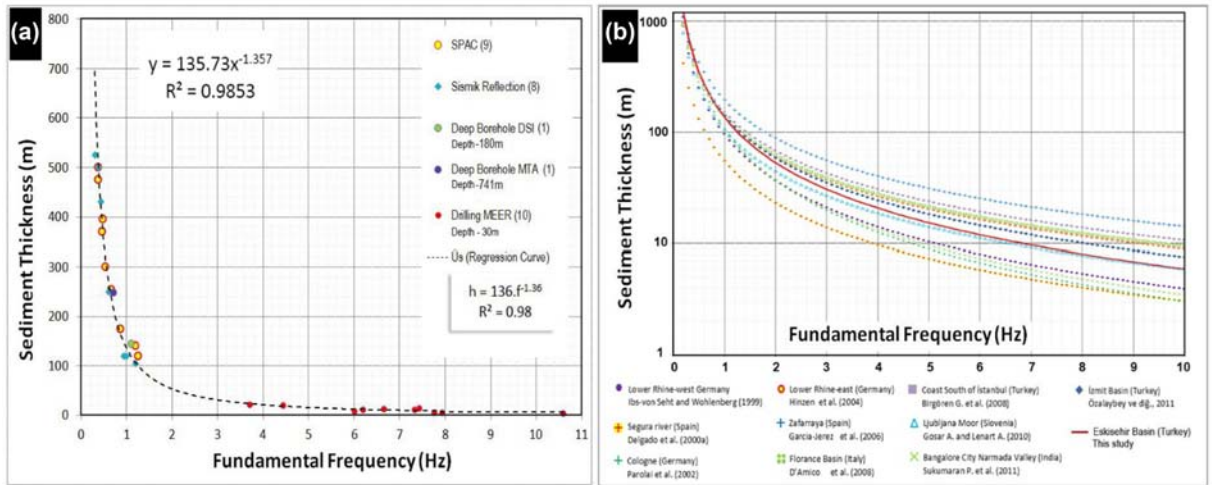 (a)
800
700
600
500
400
300
200
100
0
0 1 2 3 4 5 6 7 8 9 10 11
Sediment Thickness (m)
Fundamental Frequency (Hz)
y = 135.73x^-1.357
R² = 0.9853
SPAC (9)
Sismik Reflection (8)
Deep Borehole DSI (1)
Depth -180m
Deep Borehole MTA (1)
Depth -741m
Drilling MEER (10)
Depth - 30m
Üs (Regression Curve)
h = 136.f^-1.36
R² = 0.98
(b)
1000
100
10
1
0 1 2 3 4 5 6 7 8 9 10
Sediment Thickness (m)
Fundamental Frequency (Hz)
Lower Rhine-west Germany
Ibs-von Seht and Wohlenberg (1999)
Lower Rhine-east (Germany)
Hinzen et al. (2004)
Coast South of İstanbul (Turkey)
Birgören G. et al. (2008)
İzmit Basin (Turkey)
Özalaybey ve diğ., 2011
Segura river (Spain)
Delgado et al. (2000a)
Zafarraya (Spain)
Garcia-Jerez et al. (2006)
Ljubljana Moor (Slovenia)
Gosar A. and Lenart A. (2010)
Eskisehir Basin (Turkey)
This study
Cologne (Germany)
Parolai et al. (2002)
Florance Basin (Italy)
D'Amico et al. (2008)
Bangalore City Narmada Valley (India)
Sukumaran P. et al. (2011)